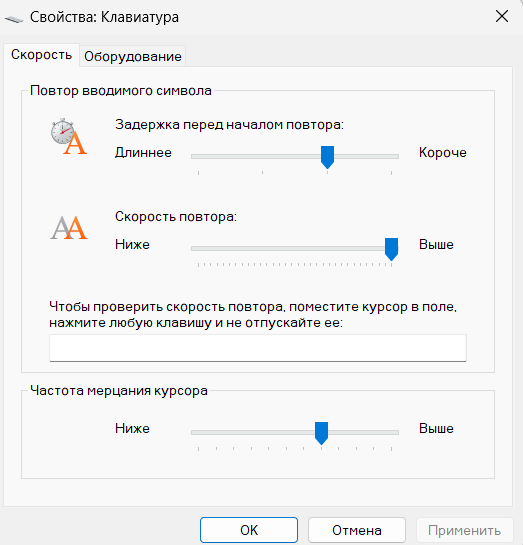 Свойства: Клавиатура
Скорость
Оборудование
Повтор вводимого символа
Задержка перед началом повтора:
Длиннее
Короче
Скорость повтора:
Ниже
Выше
Чтобы проверить скорость повтора, поместите курсор в поле,
нажмите любую клавишу и не отпускайте ее:
Частота мерцания курсора
Ниже
Выше
ОК
Отмена
Применить